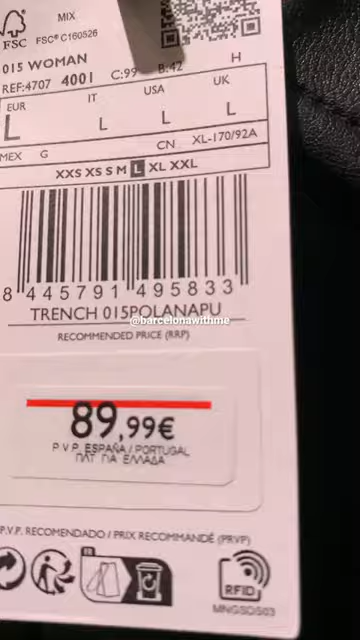 MIX
FSC
FSC® C160526
015 WOMAN
REF:4707 4001 C:99 B:42 H
EUR IT USA UK
L L L L
MEX G CN XL-170/92A
XXS XS S M L XL XXL
8 445791 495833
TRENCH 015POLANAPU
@barcelonawithme
RECOMMENDED PRICE (RRP)
89,99€
P.V.P. ESPAÑA / PORTUGAL
ΠΛΤ ΓΙΑ ΕΛΛΑΔΑ
P.V.P. RECOMENDADO / PRIX RECOMMANDÉ (PRVP)
FR
RFID
MNGSDS03